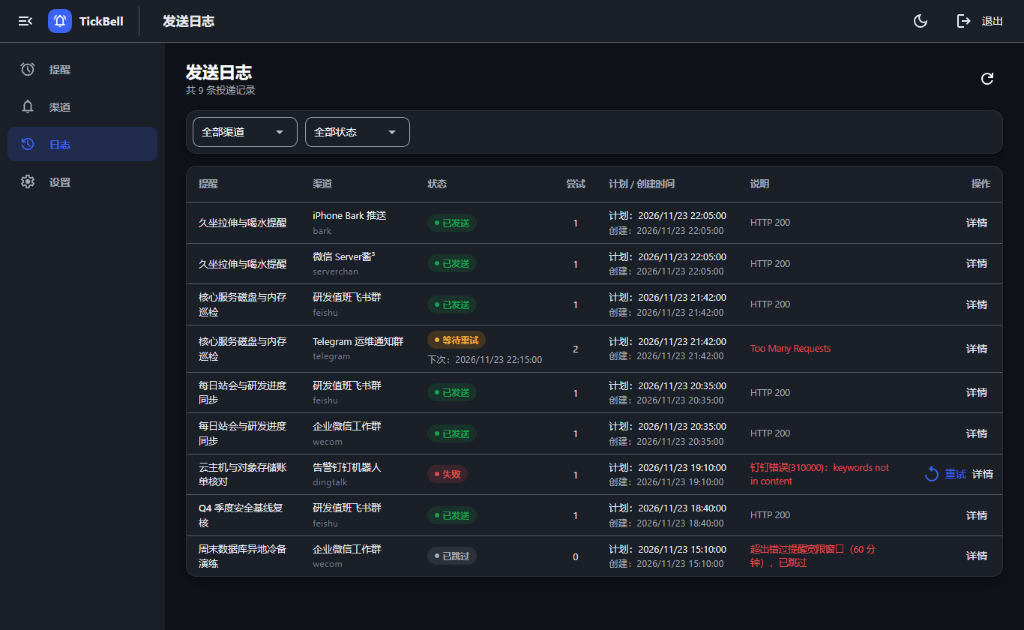 TickBell
发送日志
退出
提醒
渠道
日志
设置
发送日志
共 9 条投递记录
全部渠道
全部状态
提醒 渠道 状态 尝试 计划 / 创建时间 说明 操作
久坐拉伸与喝水提醒 iPhone Bark 推送 已发送 1 计划：2026/11/23 22:05:00 HTTP 200 详情
bark 创建：2026/11/23 22:05:00
久坐拉伸与喝水提醒 微信 Server酱³ 已发送 1 计划：2026/11/23 22:05:00 HTTP 200 详情
serverchan 创建：2026/11/23 22:05:00
核心服务磁盘与内存 研发值班飞书群 已发送 1 计划：2026/11/23 21:42:00 HTTP 200 详情
巡检 feishu 创建：2026/11/23 21:42:00
核心服务磁盘与内存 Telegram 运维通知群 等待重试 2 计划：2026/11/23 21:42:00 Too Many Requests 详情
巡检 telegram 下次：2026/11/23 22:15:00 创建：2026/11/23 21:42:00
每日站会与研发进度 研发值班飞书群 已发送 1 计划：2026/11/23 20:35:00 HTTP 200 详情
同步 feishu 创建：2026/11/23 20:35:00
每日站会与研发进度 企业微信工作群 已发送 1 计划：2026/11/23 20:35:00 HTTP 200 详情
同步 wecom 创建：2026/11/23 20:35:00
云主机与对象存储账 告警钉钉机器人 失败 1 计划：2026/11/23 19:10:00 钉钉错误(310000)：keywords not 重试 详情
单核对 dingtalk 创建：2026/11/23 19:10:00 in content
Q4 季度安全基线复 研发值班飞书群 已发送 1 计划：2026/11/23 18:40:00 HTTP 200 详情
核 feishu 创建：2026/11/23 18:40:00
周末数据库异地冷备 企业微信工作群 已跳过 0 计划：2026/11/23 15:10:00 超出错过提醒宽限窗口（60 分 详情
演练 wecom 创建：2026/11/23 15:10:00 钟），已跳过